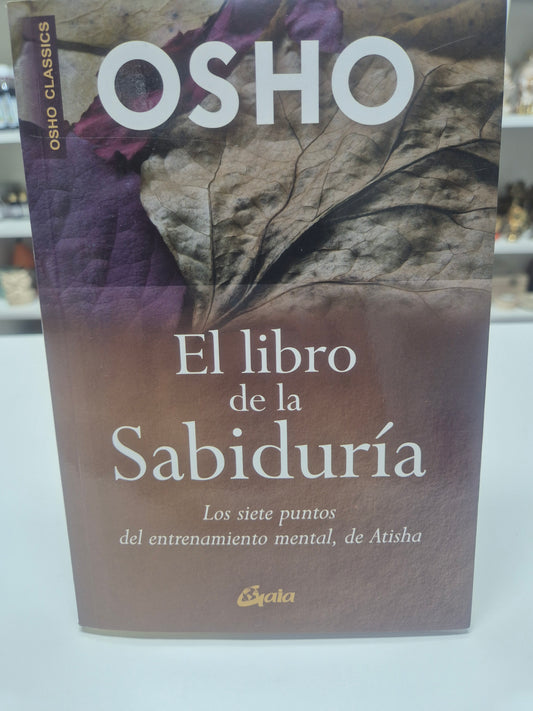 OSHO CLASSICS
OSHO
El libro
de la
Sabiduría
Los siete puntos
del entrenamiento mental, de Atisha
Gaia